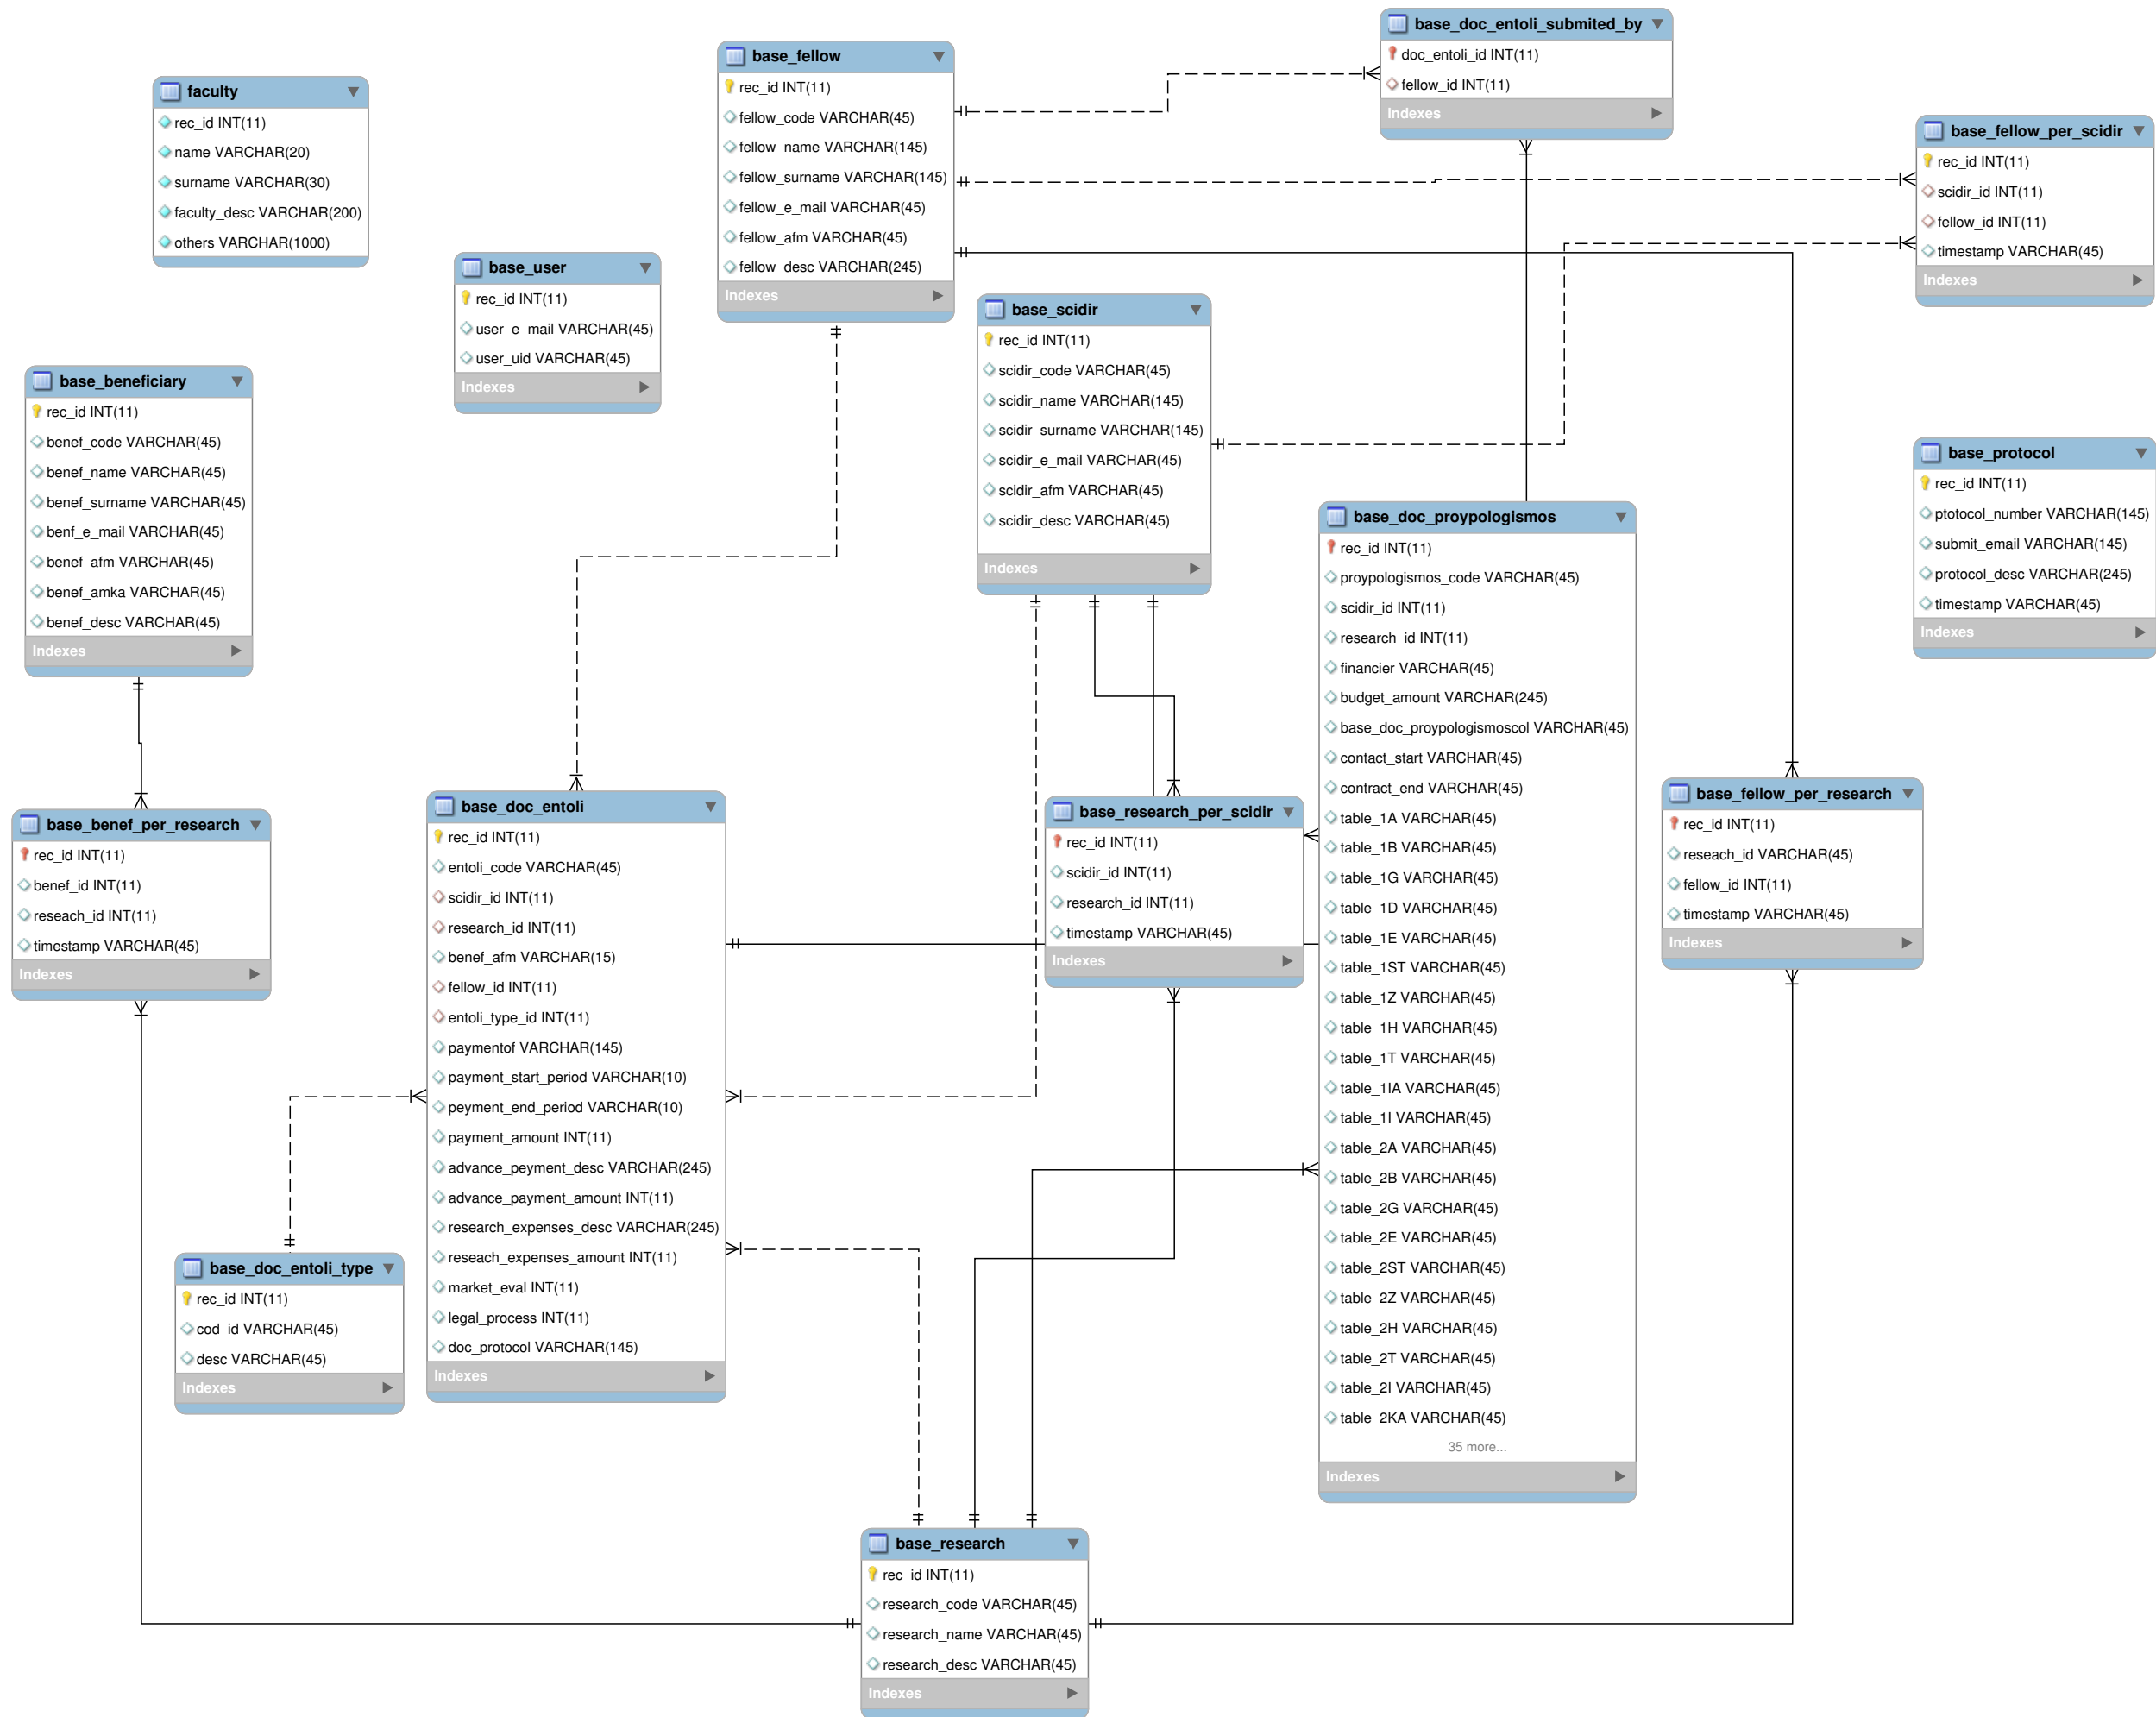 base_doc_entoli_submited_by
doc_entoli_id INT(11)
fellow_id INT(11)
Indexes
base_fellow
rec_id INT(11)
fellow_code VARCHAR(45)
fellow_name VARCHAR(145)
fellow_surname VARCHAR(145)
fellow_e_mail VARCHAR(45)
fellow_afm VARCHAR(45)
fellow_desc VARCHAR(245)
Indexes
faculty
rec_id INT(11)
name VARCHAR(20)
surname VARCHAR(30)
faculty_desc VARCHAR(200)
others VARCHAR(1000)
base_fellow_per_scidir
rec_id INT(11)
scidir_id INT(11)
fellow_id INT(11)
timestamp VARCHAR(45)
Indexes
base_user
rec_id INT(11)
user_e_mail VARCHAR(45)
user_uid VARCHAR(45)
Indexes
base_scidir
rec_id INT(11)
scidir_code VARCHAR(45)
scidir_name VARCHAR(145)
scidir_surname VARCHAR(145)
scidir_e_mail VARCHAR(45)
scidir_afm VARCHAR(45)
scidir_desc VARCHAR(45)
Indexes
base_beneficiary
rec_id INT(11)
benef_code VARCHAR(45)
benef_name VARCHAR(45)
benef_surname VARCHAR(45)
benf_e_mail VARCHAR(45)
benef_afm VARCHAR(45)
benef_amka VARCHAR(45)
benef_desc VARCHAR(45)
Indexes
base_protocol
rec_id INT(11)
ptotocol_number VARCHAR(145)
submit_email VARCHAR(145)
protocol_desc VARCHAR(245)
timestamp VARCHAR(45)
Indexes
base_doc_proypologismos
rec_id INT(11)
proypologismos_code VARCHAR(45)
scidir_id INT(11)
research_id INT(11)
financier VARCHAR(45)
budget_amount VARCHAR(245)
base_doc_proypologismoscol VARCHAR(45)
contact_start VARCHAR(45)
contract_end VARCHAR(45)
table_1A VARCHAR(45)
table_1B VARCHAR(45)
table_1G VARCHAR(45)
table_1D VARCHAR(45)
table_1E VARCHAR(45)
table_1ST VARCHAR(45)
table_1Z VARCHAR(45)
table_1H VARCHAR(45)
table_1T VARCHAR(45)
table_1IA VARCHAR(45)
table_1I VARCHAR(45)
table_2A VARCHAR(45)
table_2B VARCHAR(45)
table_2G VARCHAR(45)
table_2E VARCHAR(45)
table_2ST VARCHAR(45)
table_2Z VARCHAR(45)
table_2H VARCHAR(45)
table_2T VARCHAR(45)
table_2I VARCHAR(45)
table_2KA VARCHAR(45)
35 more...
Indexes
base_benef_per_research
rec_id INT(11)
benef_id INT(11)
reseach_id INT(11)
timestamp VARCHAR(45)
Indexes
base_doc_entoli
rec_id INT(11)
entoli_code VARCHAR(45)
scidir_id INT(11)
research_id INT(11)
benef_afm VARCHAR(15)
fellow_id INT(11)
entoli_type_id INT(11)
paymentof VARCHAR(145)
payment_start_period VARCHAR(10)
peyment_end_period VARCHAR(10)
payment_amount INT(11)
advance_peyment_desc VARCHAR(245)
advance_payment_amount INT(11)
research_expenses_desc VARCHAR(245)
reseach_expenses_amount INT(11)
market_eval INT(11)
legal_process INT(11)
doc_protocol VARCHAR(145)
Indexes
base_research_per_scidir
rec_id INT(11)
scidir_id INT(11)
research_id INT(11)
timestamp VARCHAR(45)
Indexes
base_fellow_per_research
rec_id INT(11)
reseach_id VARCHAR(45)
fellow_id INT(11)
timestamp VARCHAR(45)
Indexes
base_doc_entoli_type
rec_id INT(11)
cod_id VARCHAR(45)
desc VARCHAR(45)
Indexes
base_research
rec_id INT(11)
research_code VARCHAR(45)
research_name VARCHAR(45)
research_desc VARCHAR(45)
Indexes